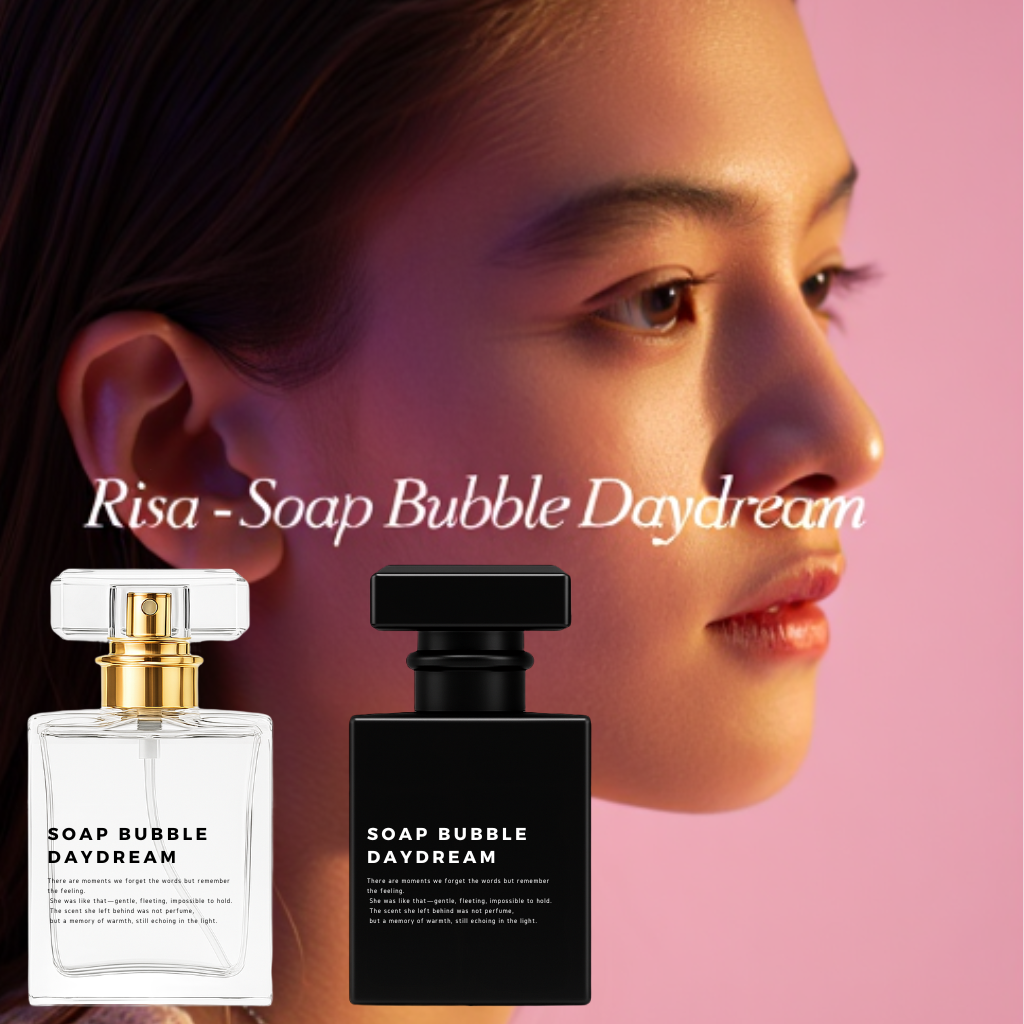 Risa - Soap Bubble Daydream
SOAP BUBBLE
DAYDREAM
There are moments we forget the words but remember
the feeling.
She was like that—gentle, fleeting, impossible to hold.
The scent she left behind was not perfume,
but a memory of warmth, still echoing in the light.
SOAP BUBBLE
DAYDREAM
There are moments we forget the words but remember
the feeling.
She was like that—gentle, fleeting, impossible to hold.
The scent she left behind was not perfume,
but a memory of warmth, still echoing in the light.